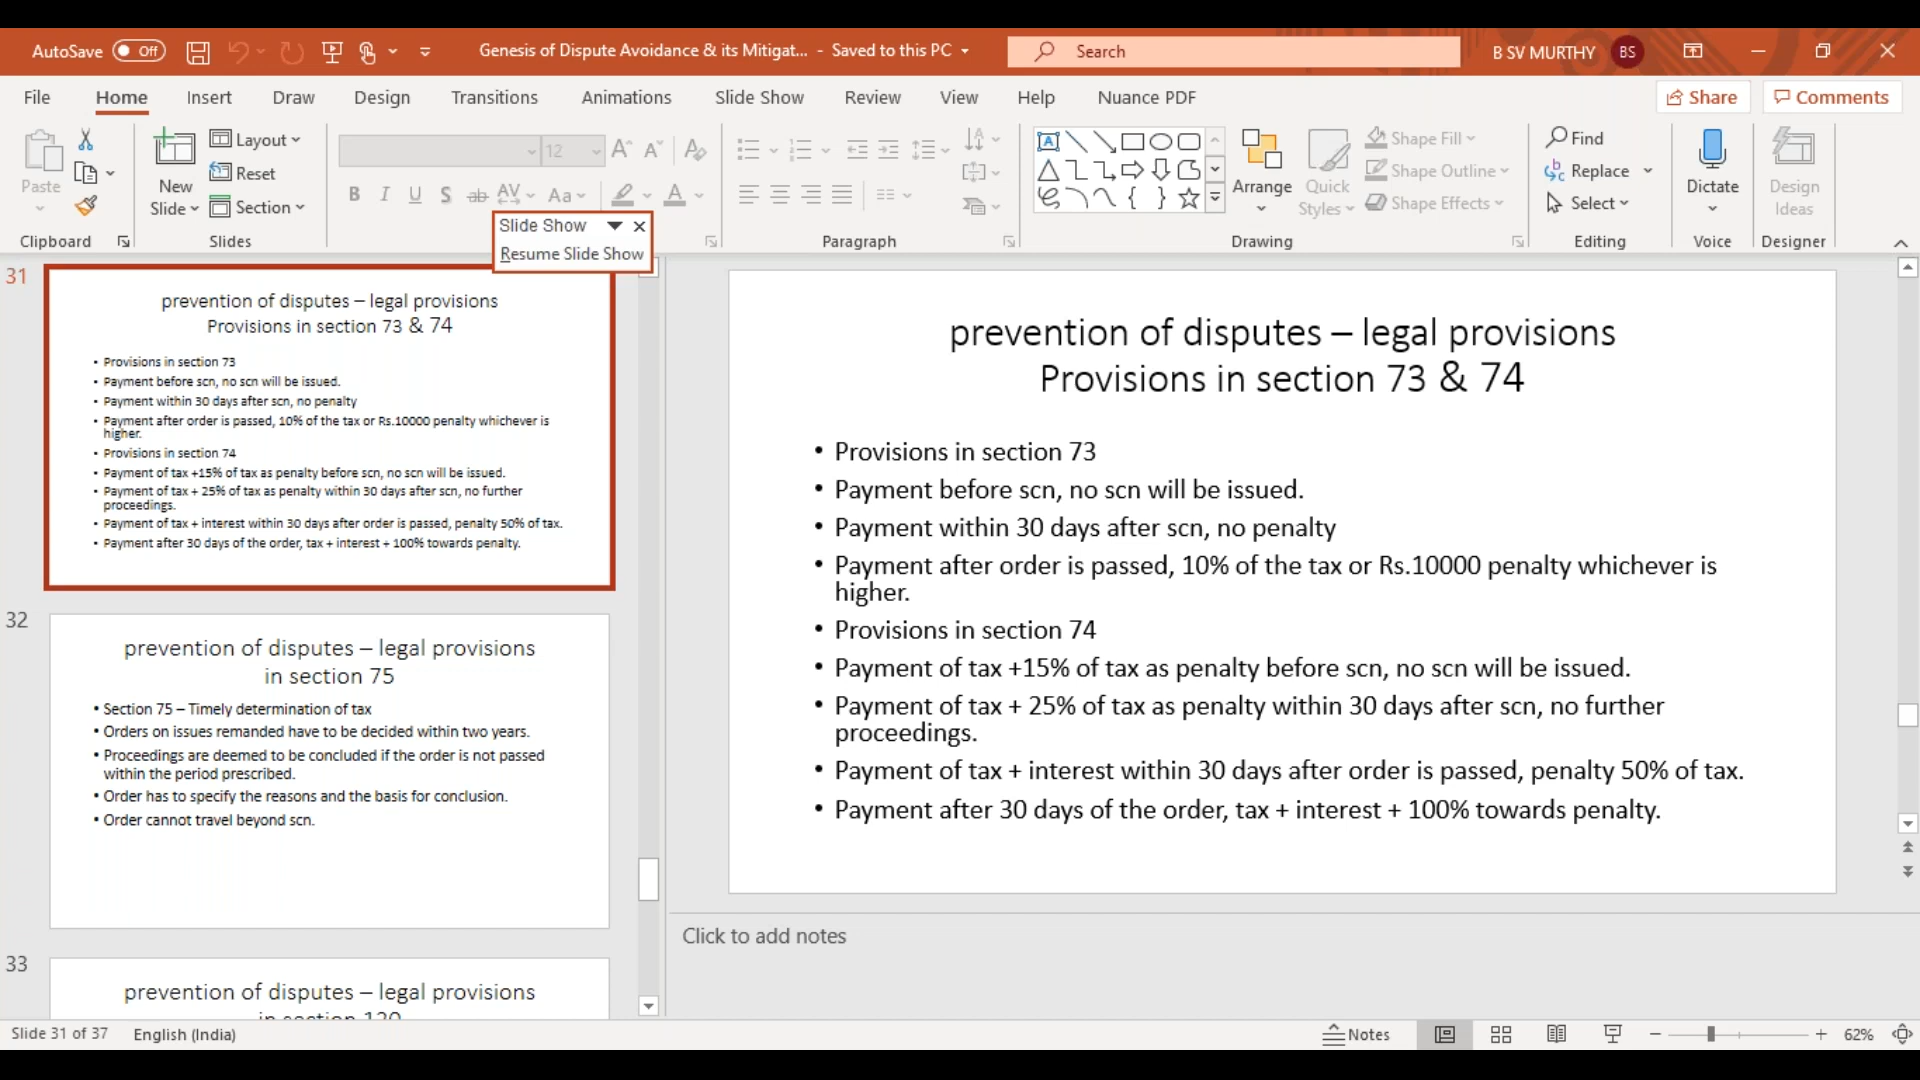 AutoSave Off Genesis of Dispute Avoidance & its Mitigat... - Saved to this PC Search B SV MURTHY BS
File Home Insert Draw Design Transitions Animations Slide Show Review View Help Nuance PDF Share Comments
Paste
Clipboard
New
Slide
Layout
Reset
Section
Slides
12
B I U S ab AV Aa A
Paragraph
Arrange
Quick
Styles
Shape Fill
Shape Outline
Shape Effects
Drawing
Find
Replace
Select
Editing
Dictate
Voice
Design
Ideas
Designer
Slide Show
Resume Slide Show
31
prevention of disputes – legal provisions
Provisions in section 73 & 74
• Provisions in section 73
• Payment before scn, no scn will be issued.
• Payment within 30 days after scn, no penalty
• Payment after order is passed, 10% of the tax or Rs.10000 penalty whichever is
higher.
• Provisions in section 74
• Payment of tax +15% of tax as penalty before scn, no scn will be issued.
• Payment of tax + 25% of tax as penalty within 30 days after scn, no further
proceedings.
• Payment of tax + interest within 30 days after order is passed, penalty 50% of tax.
• Payment after 30 days of the order, tax + interest + 100% towards penalty.
32
prevention of disputes – legal provisions
in section 75
• Section 75 – Timely determination of tax
• Orders on issues remanded have to be decided within two years.
• Proceedings are deemed to be concluded if the order is not passed
within the period prescribed.
• Order has to specify the reasons and the basis for conclusion.
• Order cannot travel beyond scn.
33
prevention of disputes – legal provisions
in section 120
prevention of disputes – legal provisions
Provisions in section 73 & 74
• Provisions in section 73
• Payment before scn, no scn will be issued.
• Payment within 30 days after scn, no penalty
• Payment after order is passed, 10% of the tax or Rs.10000 penalty whichever is
higher.
• Provisions in section 74
• Payment of tax +15% of tax as penalty before scn, no scn will be issued.
• Payment of tax + 25% of tax as penalty within 30 days after scn, no further
proceedings.
• Payment of tax + interest within 30 days after order is passed, penalty 50% of tax.
• Payment after 30 days of the order, tax + interest + 100% towards penalty.
Click to add notes
Slide 31 of 37 English (India) Notes 62%